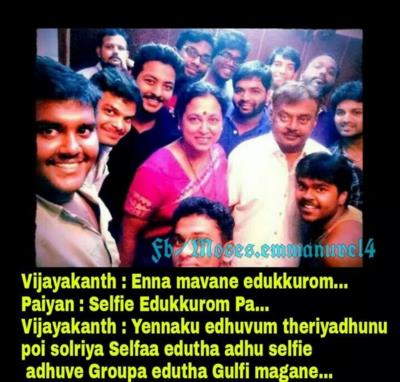 Fb/Moses.emmanuvel4
Vijayakanth : Enna mavane edukkurom...
Paiyan : Selfie Edukkurom Pa...
Vijayakanth : Yennaku edhuvum theriyadhunu
poi solriya Selfaa edutha adhu selfie
adhuve Groupa edutha Gulfi magane...